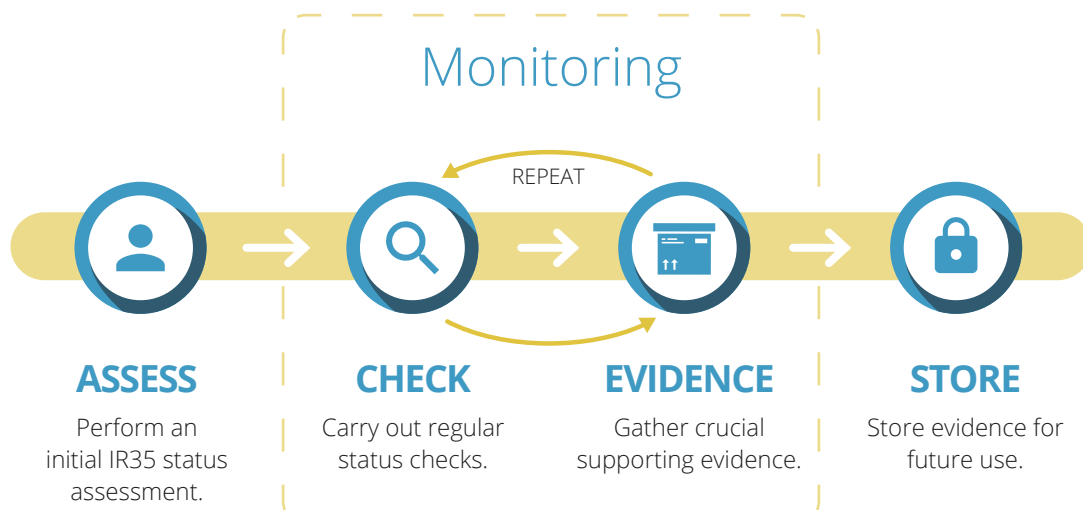 Monitoring
REPEAT
ASSESS
Perform an
initial IR35 status
assessment.
CHECK
Carry out regular
status checks.
EVIDENCE
Gather crucial
supporting evidence.
STORE
Store evidence for
future use.